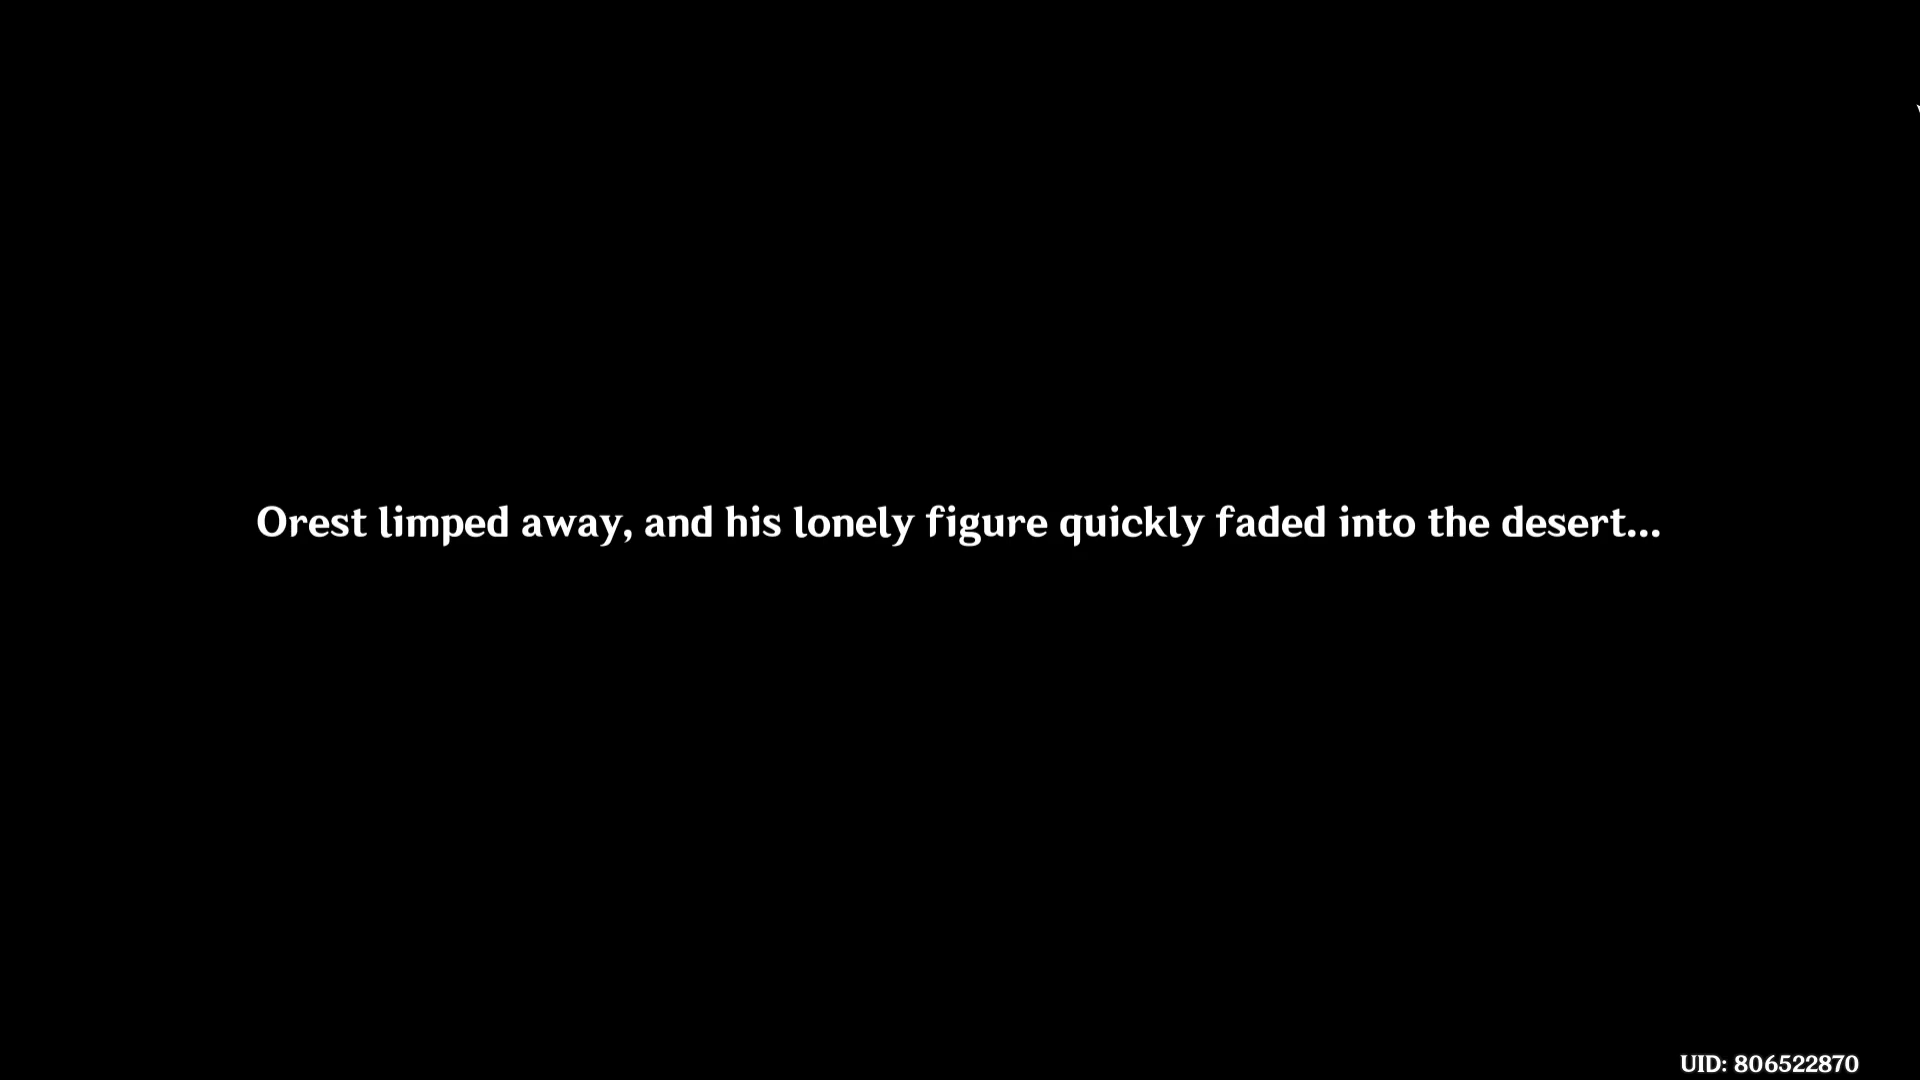 Orest limped away, and his lonely figure quickly faded into the desert...
UID: 806522870